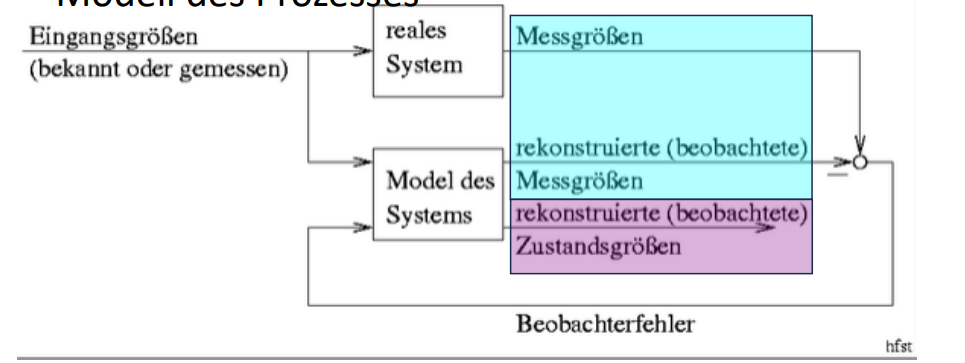 Modell des Prozesses
Eingangsgrößen
(bekannt oder gemessen)
reales
System
Messgrößen
Model des
Systems
rekonstruierte (beobachtete)
Messgrößen
rekonstruierte (beobachtete)
Zustandsgrößen
Beobachterfehler
hfst